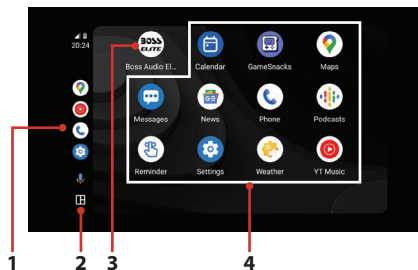 20:24
BOSS
ELITE
Boss Audio El...
Calendar
GameSnacks
Maps
Messages
News
Phone
Podcasts
Reminder
Settings
Weather
YT Music
1
2
3
4